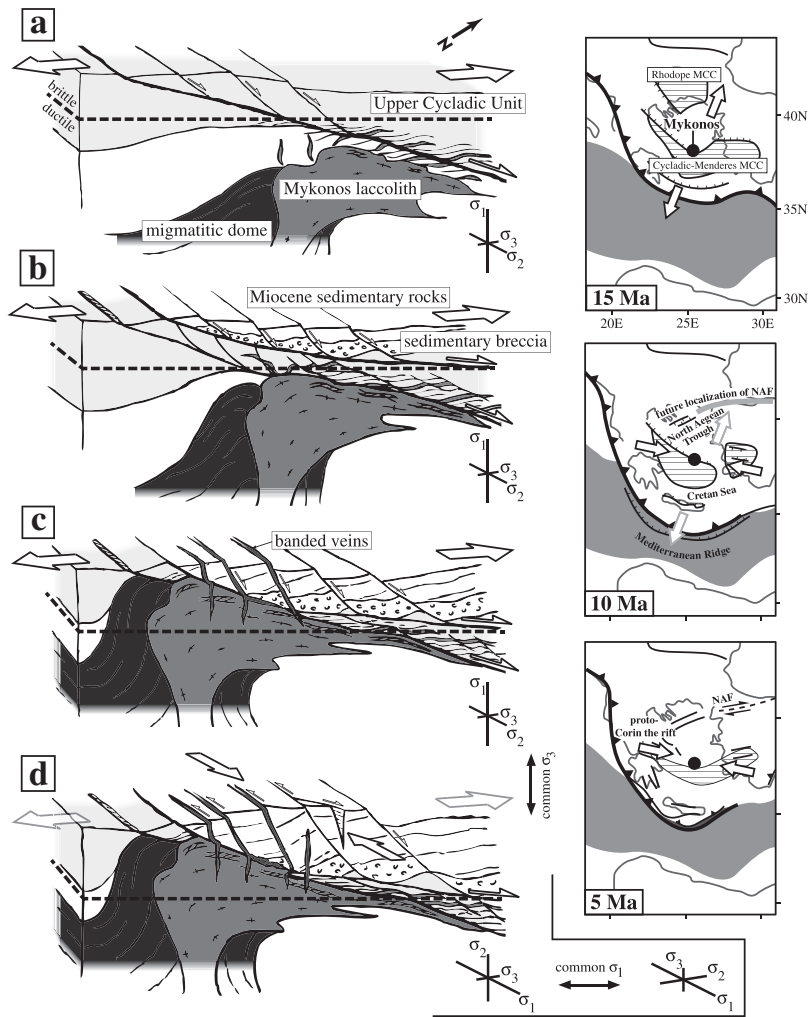 a
N
brittle
ductile
Upper Cycladic Unit
Mykonos laccolith
migmatitic dome
σ1
σ3
σ2
b
Miocene sedimentary rocks
sedimentary breccia
σ1
σ3
σ2
c
banded veins
σ1
σ3
σ2
d
common σ3
σ2
σ3
σ1
common σ1
σ3
σ2
σ1
Rhodope MCC
Mykonos
Cycladic-Menderes MCC
40N
35N
30N
15 Ma
20E
25E
30E
future localization of NAF
North Aegean
Trough
Cretan Sea
Mediterranean Ridge
10 Ma
NAF
proto-
Corin the rift
5 Ma